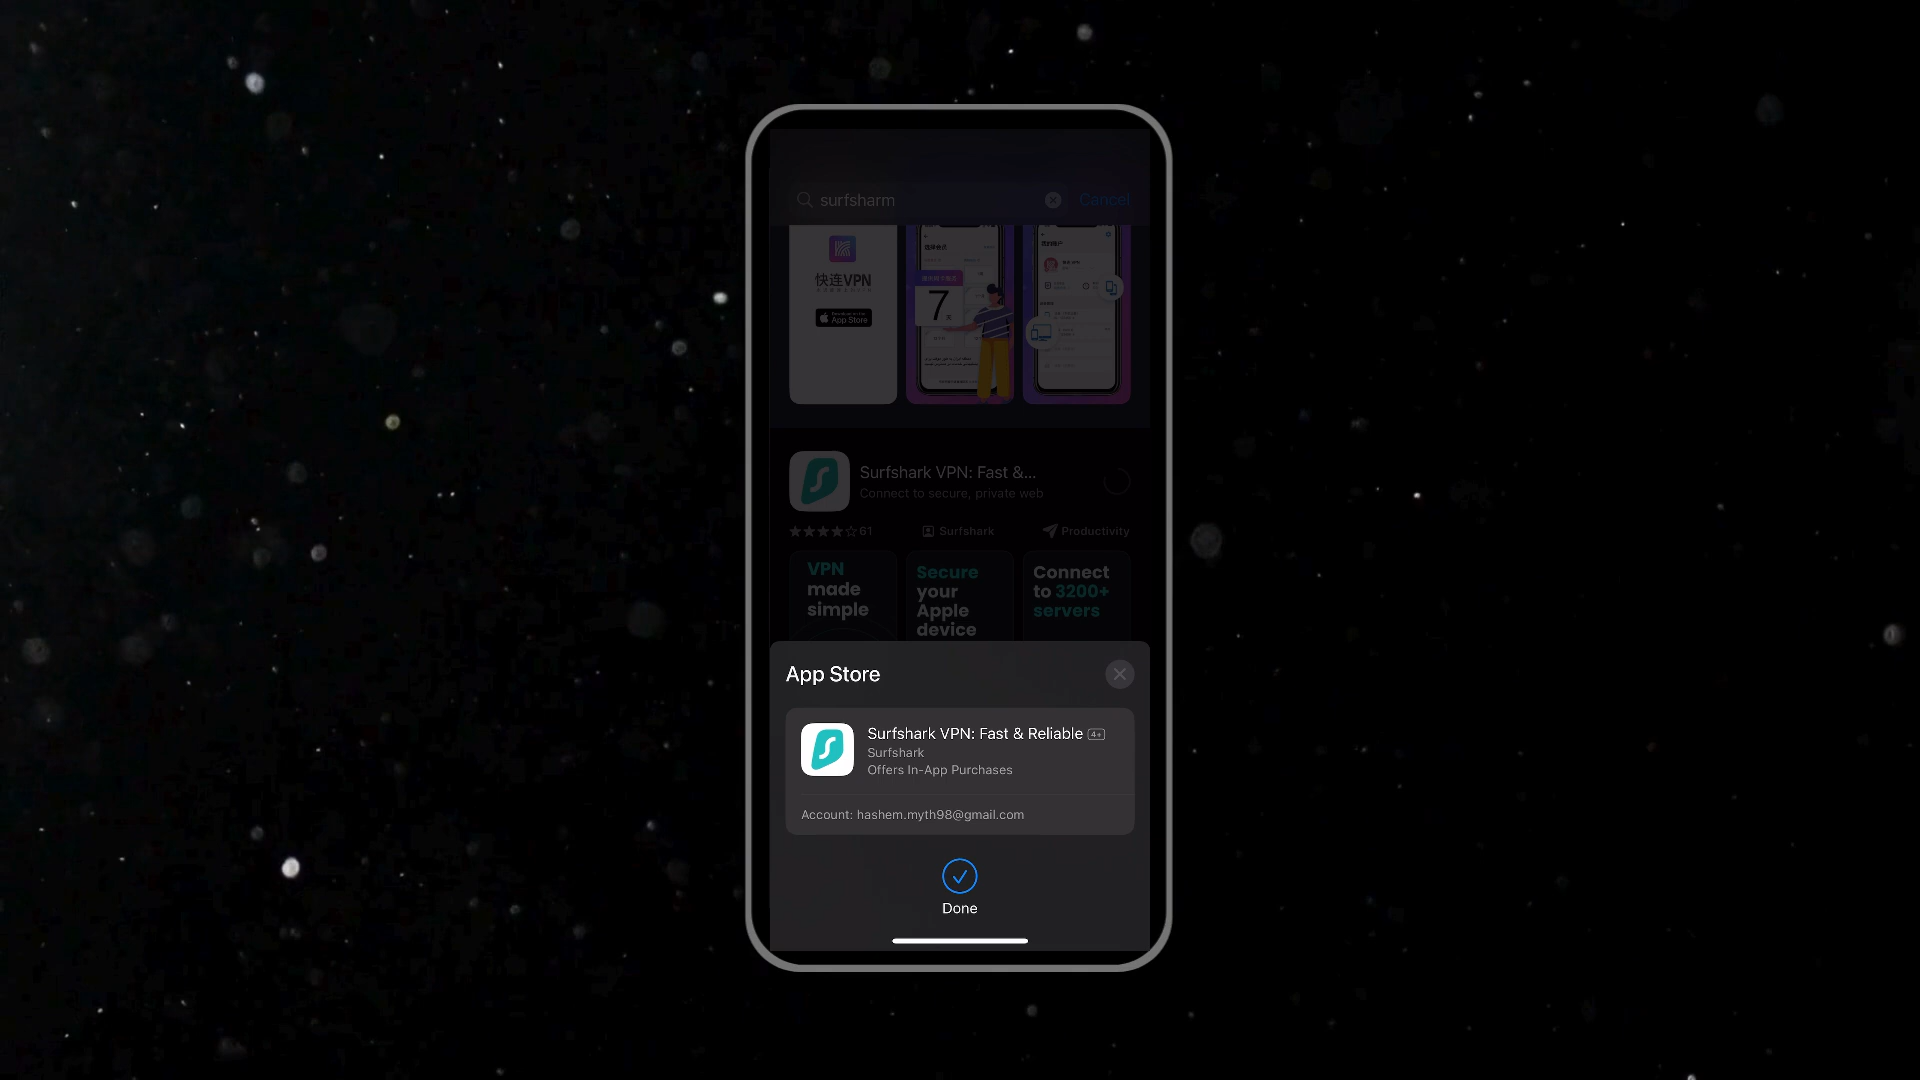 surfsharm
Cancel
快连VPN
App Store
7
Surfshark VPN: Fast &...
Connect to secure, private web
61
Surfshark
Productivity
VPN
made
simple
Secure
your
Apple
device
Connect
to 3200+
servers
App Store
Surfshark VPN: Fast & Reliable 4+
Surfshark
Offers In-App Purchases
Account: hashem.myth98@gmail.com
Done